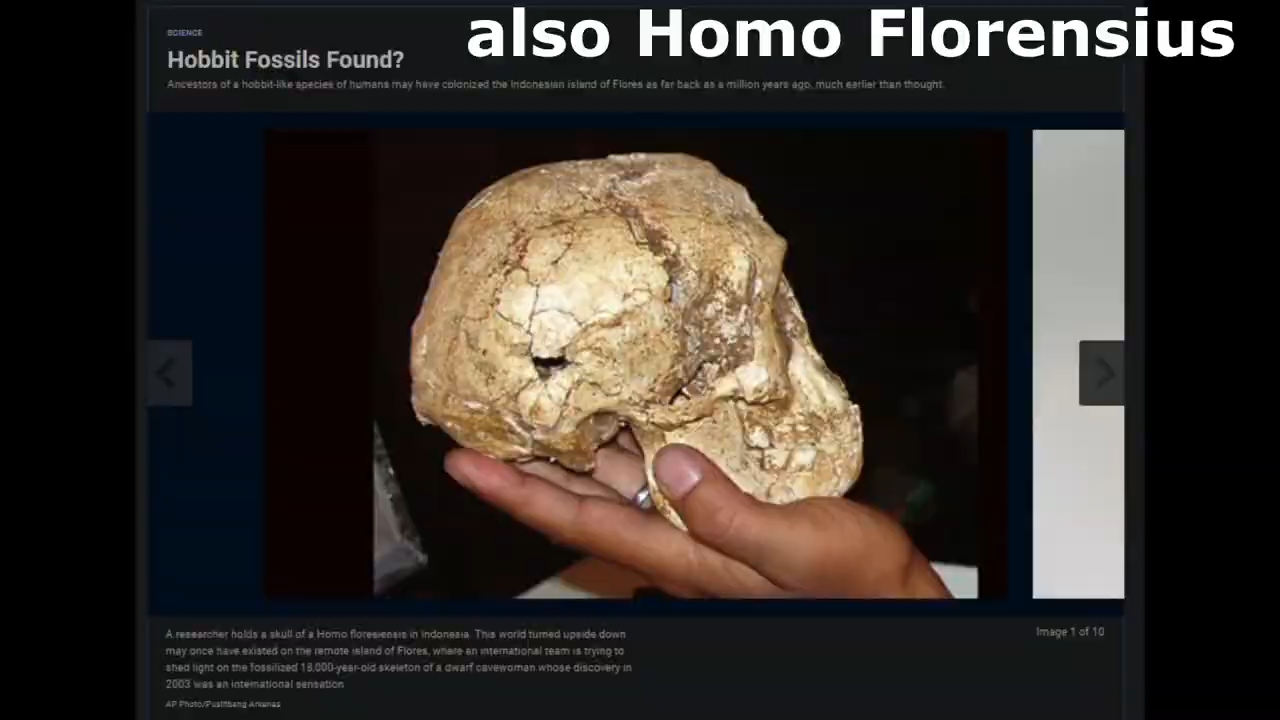 also Homo Florensius
SCIENCE
Hobbit Fossils Found?
Ancestors of a hobbit-like species of humans may have colonized the Indonesian island of Flores as far back as a million years ago, much earlier than thought.
A researcher holds a skull of a Homo floresiensis in Indonesia. This world turned upside down
may once have existed on the remote island of Flores, where an international team is trying to
shed light on the fossilized 18,000-year-old skeleton of a dwarf cavewoman whose discovery in
2003 was an international sensation
Image 1 of 10
AP Photo/Puslitbang Arkenas